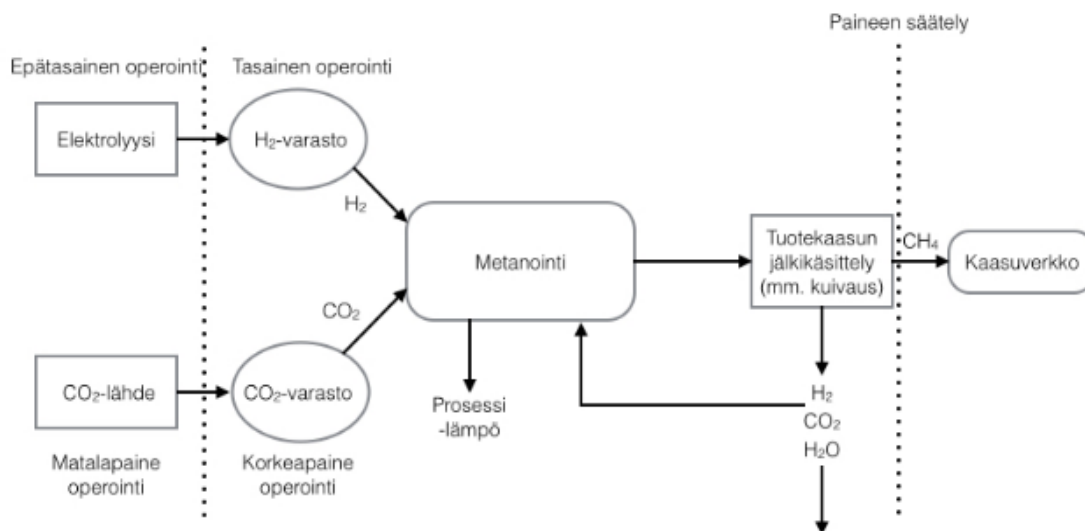 Paineen säätely
Epätasainen operointi
Tasainen operointi
Elektrolyysi
H₂-varasto
H₂
Metanointi
Tuotekaasun
jälkikäsittely
(mm. kuivaus)
CH₄
Kaasuverkko
CO₂
CO₂-lähde
CO₂-varasto
Prosessi
-lämpö
H₂
CO₂
H₂O
Matalapaine
operointi
Korkeapaine
operointi